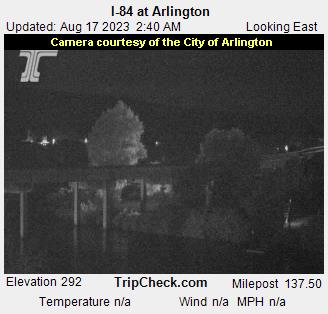 I-84 at Arlington
Updated: Aug 17 2023 2:40 AM Looking East
Camera courtesy of the City of Arlington
Elevation 292 TripCheck.com Milepost 137.50
Temperature n/a Wind n/a MPH n/a